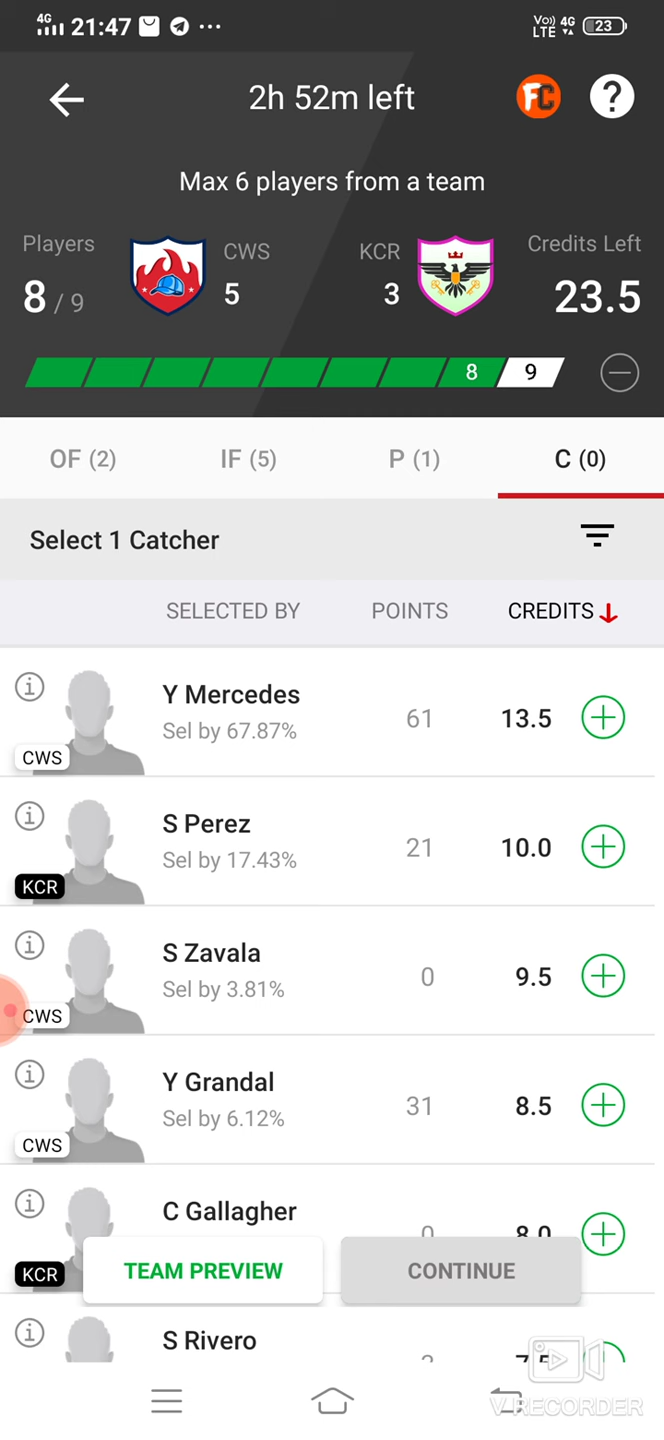 4G 21:47 Vo)) LTE 4G 23
2h 52m left FC ?
Max 6 players from a team
Players CWS KCR Credits Left
8 / 9 5 3 23.5
8 9
OF (2) IF (5) P (1) C (0)
Select 1 Catcher
SELECTED BY POINTS CREDITS
Y Mercedes
Sel by 67.87% 61 13.5
CWS
S Perez
Sel by 17.43% 21 10.0
KCR
S Zavala
Sel by 3.81% 0 9.5
CWS
Y Grandal
Sel by 6.12% 31 8.5
CWS
C Gallagher 0 8.0
KCR TEAM PREVIEW CONTINUE
S Rivero
V RECORDER